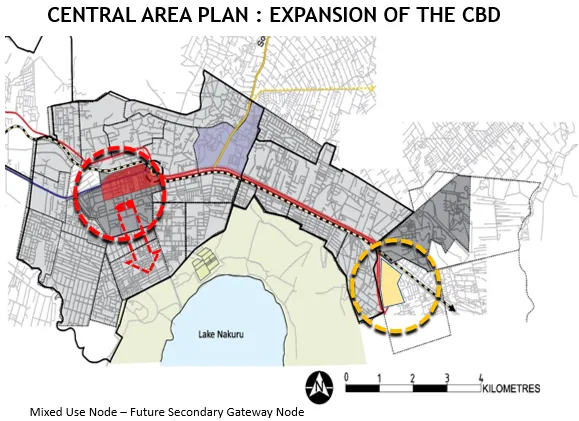 CENTRAL AREA PLAN : EXPANSION OF THE CBD
Lake Nakuru
N
0 1 2 3 4
KILOMETRES
Mixed Use Node – Future Secondary Gateway Node